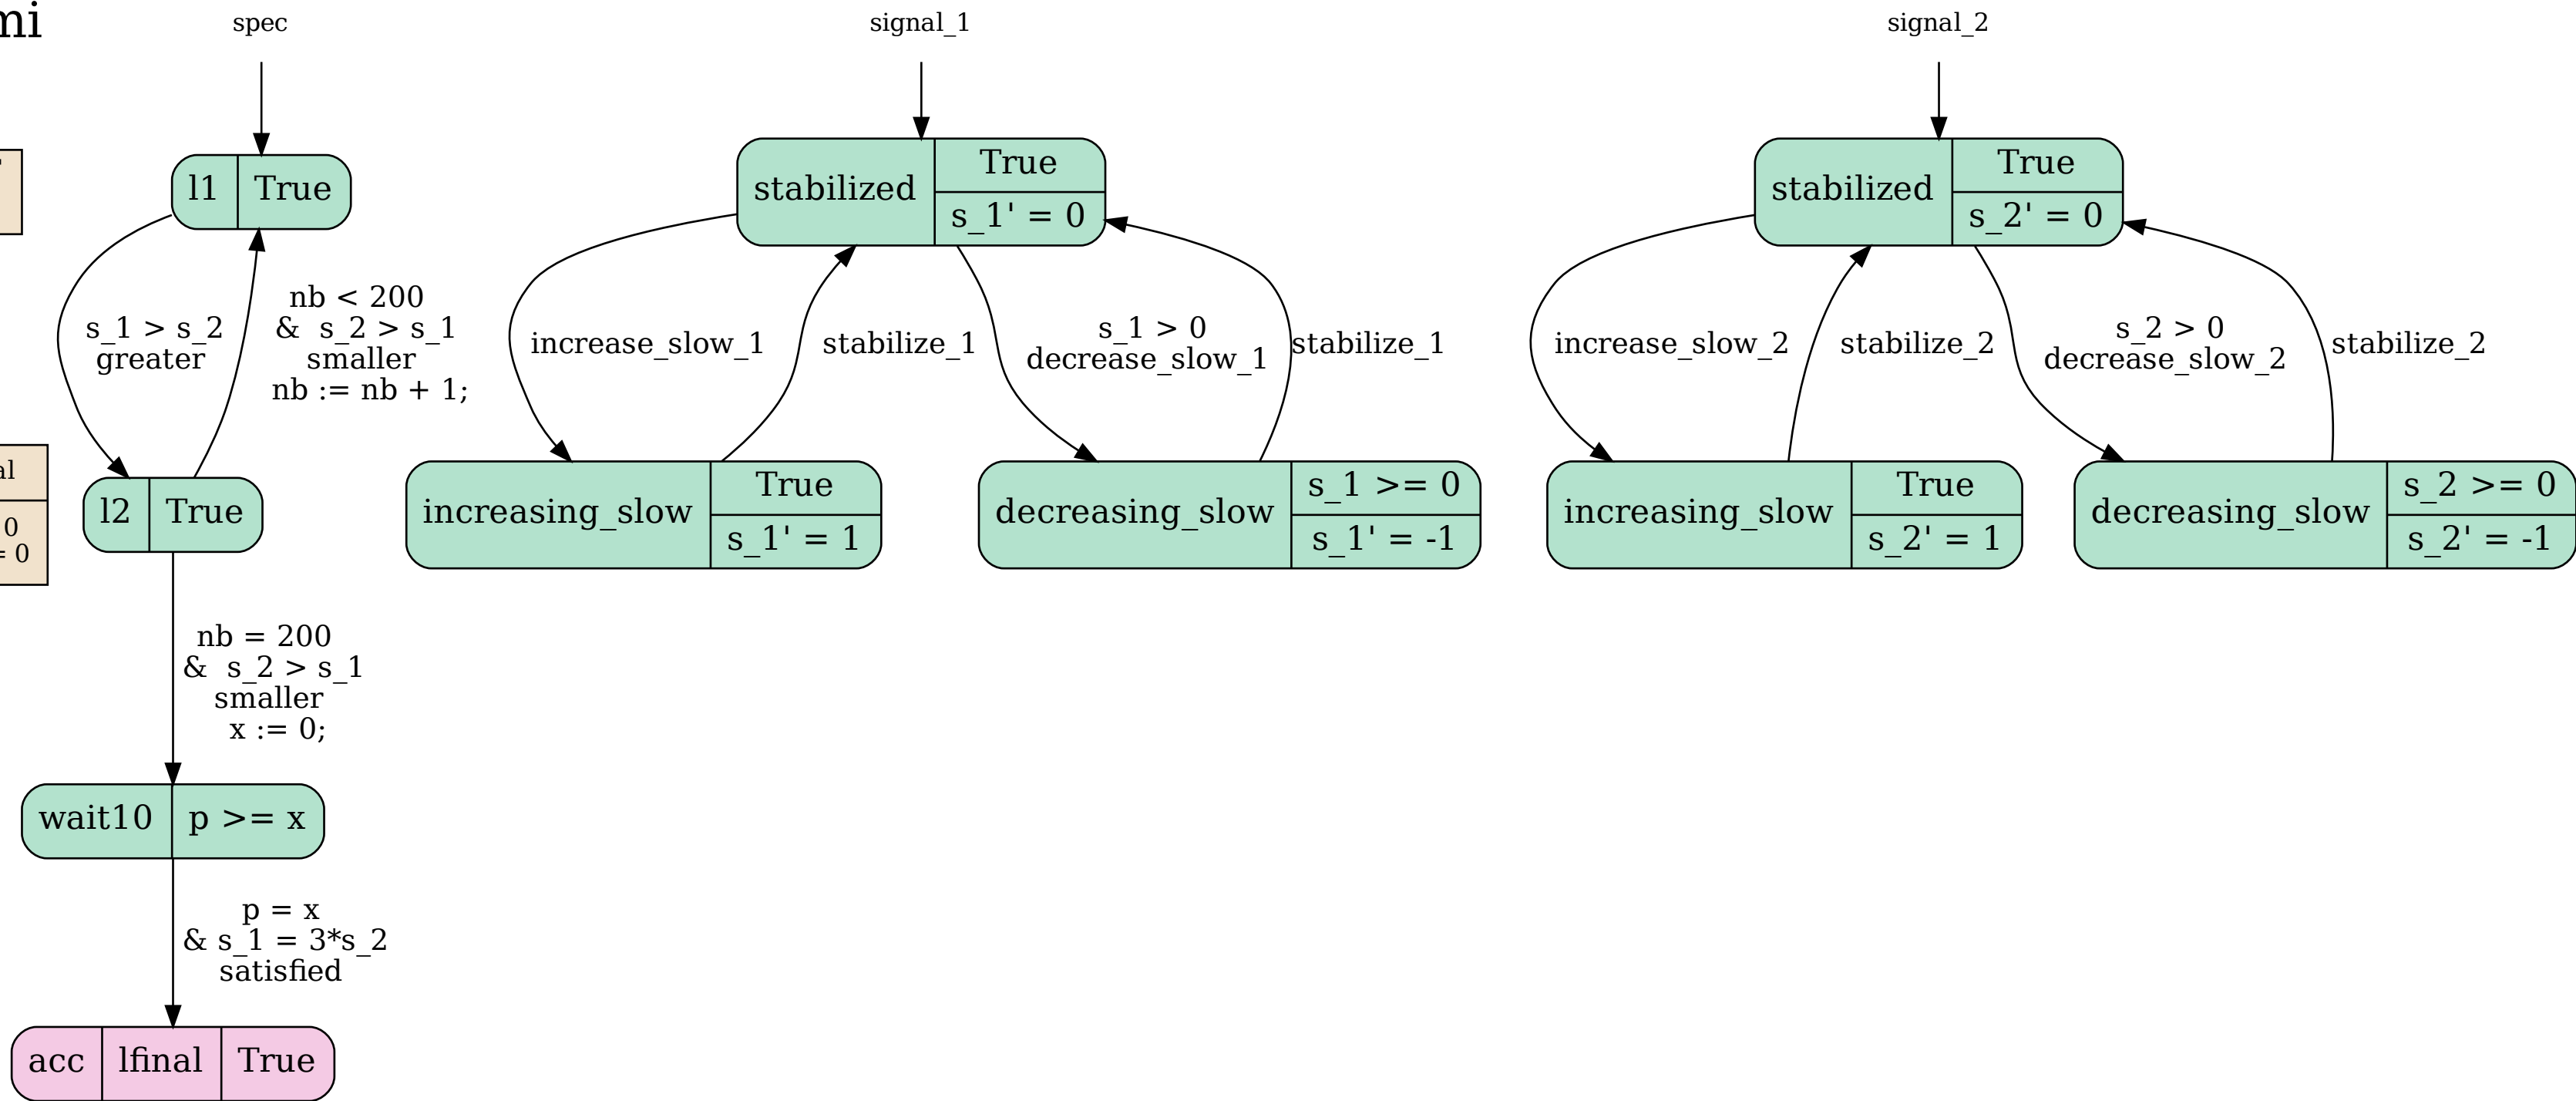 mi
spec
signal_1
signal_2
l1 True
stabilized True
s_1' = 0
stabilized True
s_2' = 0
s_1 > s_2
greater
nb < 200
& s_2 > s_1
smaller
nb := nb + 1;
increase_slow_1
stabilize_1
s_1 > 0
decrease_slow_1
stabilize_1
increase_slow_2
stabilize_2
s_2 > 0
decrease_slow_2
stabilize_2
al
0
= 0
l2 True
increasing_slow True
s_1' = 1
decreasing_slow s_1 >= 0
s_1' = -1
increasing_slow True
s_2' = 1
decreasing_slow s_2 >= 0
s_2' = -1
nb = 200
& s_2 > s_1
smaller
x := 0;
wait10 p >= x
p = x
& s_1 = 3*s_2
satisfied
acc lfinal True